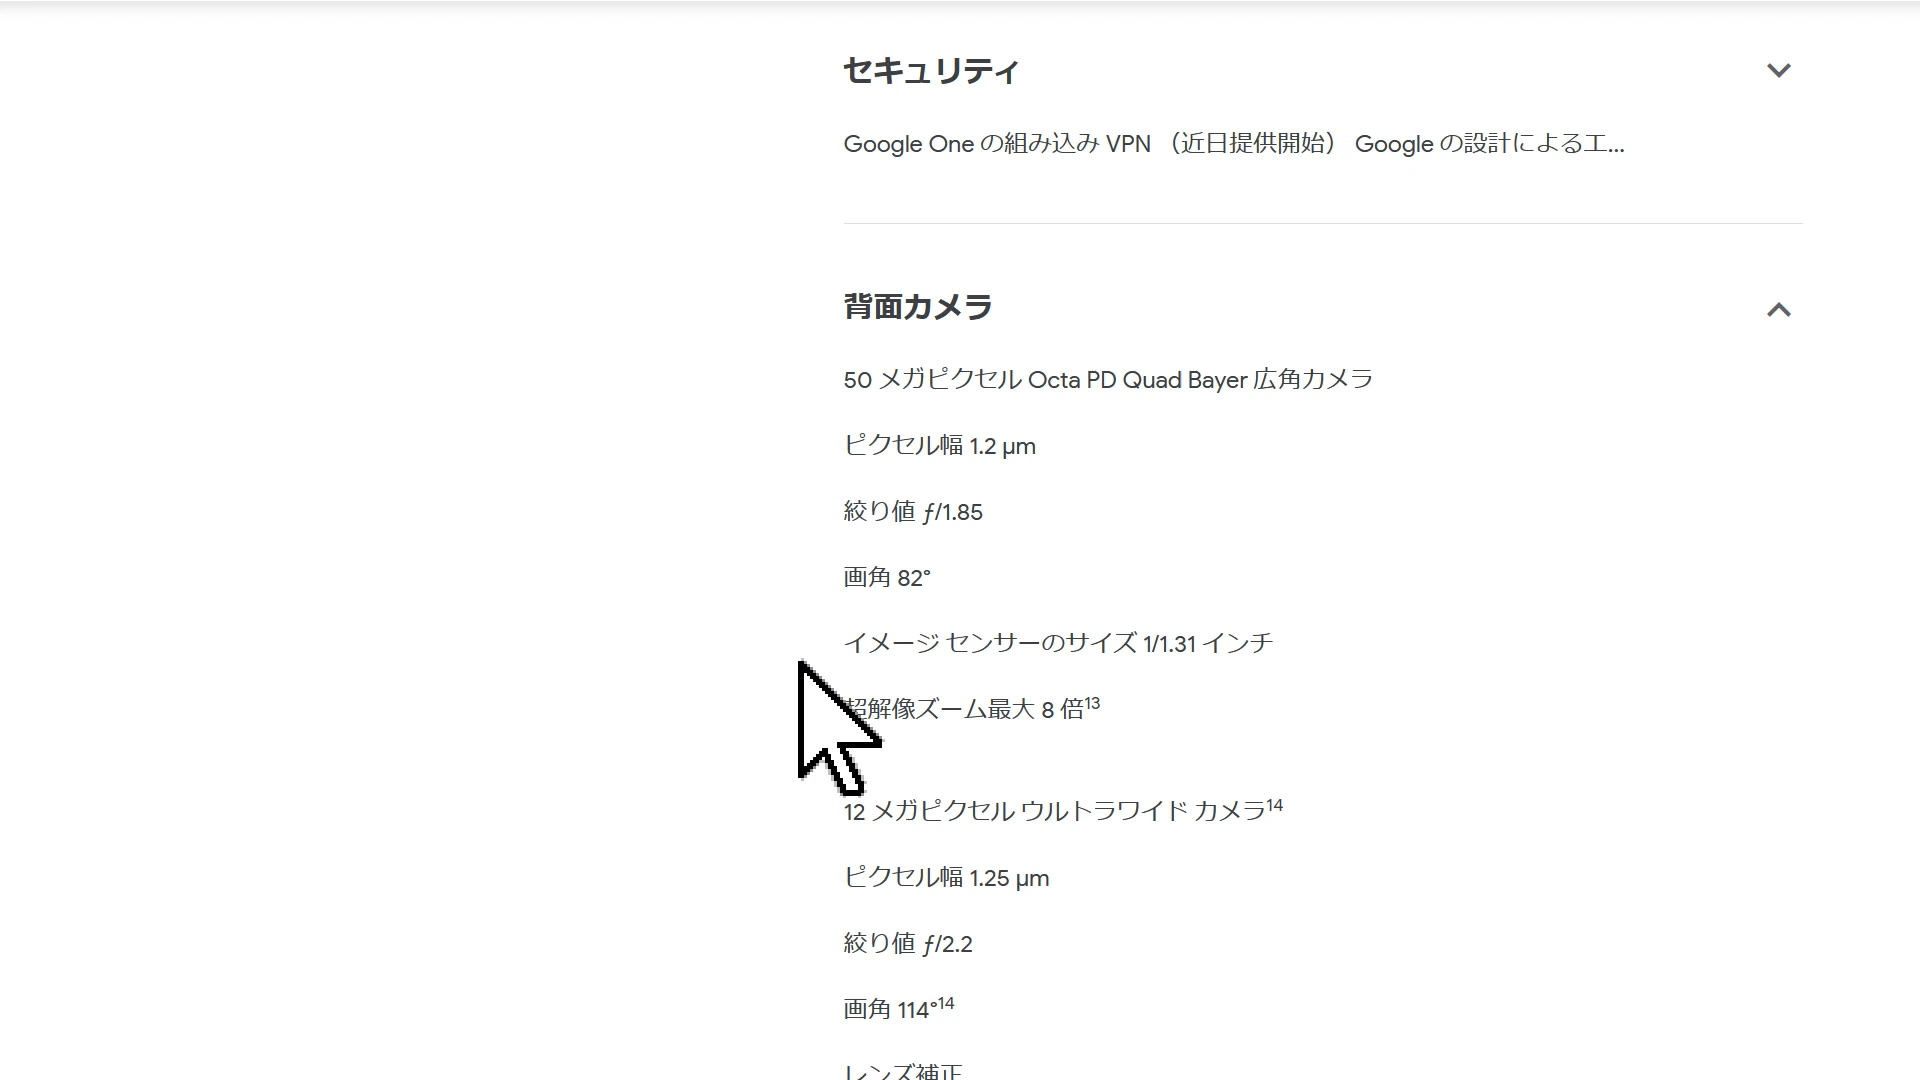 セキュリティ
Google One の組み込み VPN （近日提供開始） Google の設計によるエ...
背面カメラ
50 メガピクセル Octa PD Quad Bayer 広角カメラ
ピクセル幅 1.2 μm
絞り値 ƒ/1.85
画角 82°
イメージ センサーのサイズ 1/1.31 インチ
超解像ズーム最大 8 倍¹³
12 メガピクセル ウルトラワイド カメラ¹⁴
ピクセル幅 1.25 μm
絞り値 ƒ/2.2
画角 114°¹⁴
レンズ補正